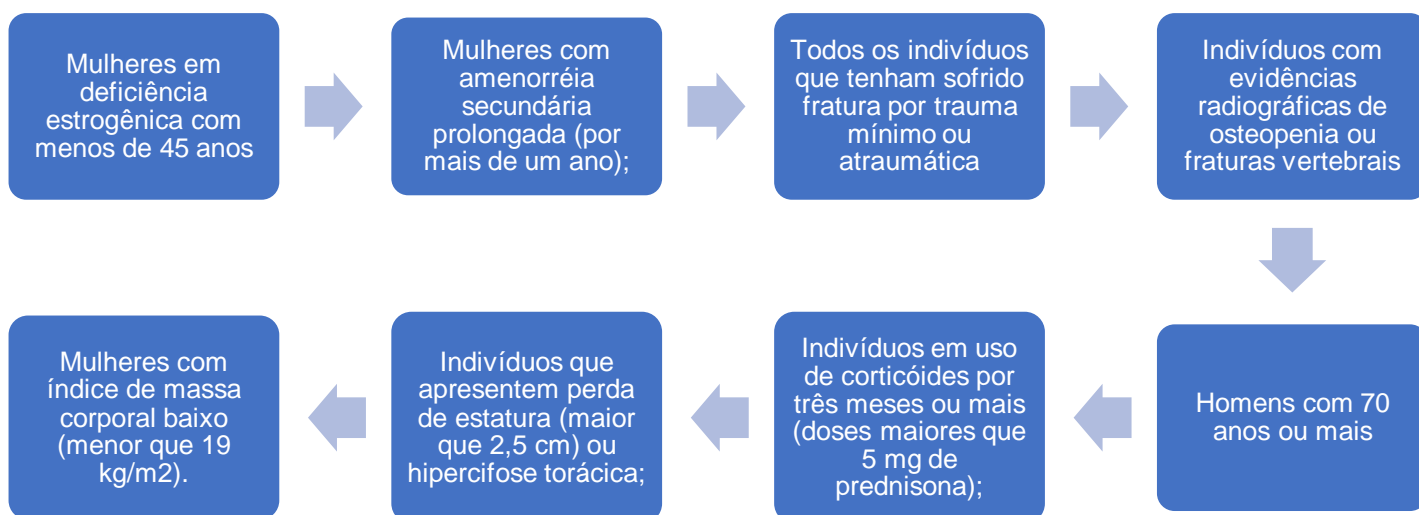 Mulheres em
deficiência
estrogênica com
menos de 45 anos
Mulheres com
amenorréia
secundária
prolongada (por
mais de um ano);
Todos os indivíduos
que tenham sofrido
fratura por trauma
mínimo ou
atraumática
Indivíduos com
evidências
radiográficas de
osteopenia ou
fraturas vertebrais
Homens com 70
anos ou mais
Indivíduos em uso
de corticóides por
três meses ou mais
(doses maiores que
5 mg de
prednisona);
Indivíduos que
apresentem perda
de estatura (maior
que 2,5 cm) ou
hipercifose torácica;
Mulheres com
índice de massa
corporal baixo
(menor que 19
kg/m2).